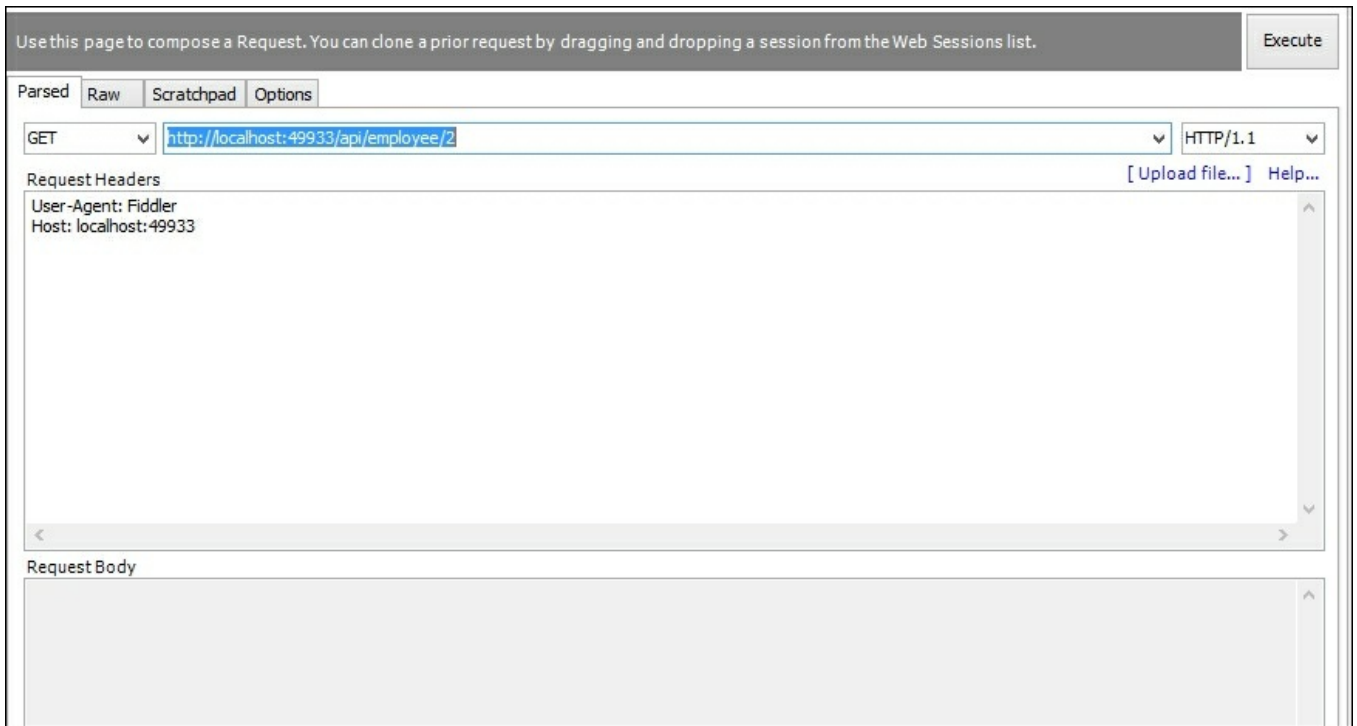 Use this page to compose a Request. You can clone a prior request by dragging and dropping a session from the Web Sessions list.
Execute
Parsed Raw Scratchpad Options
GET http://localhost:49933/api/employee/2 HTTP/1.1
Request Headers [ Upload file... ] Help...
User-Agent: Fiddler
Host: localhost:49933
Request Body